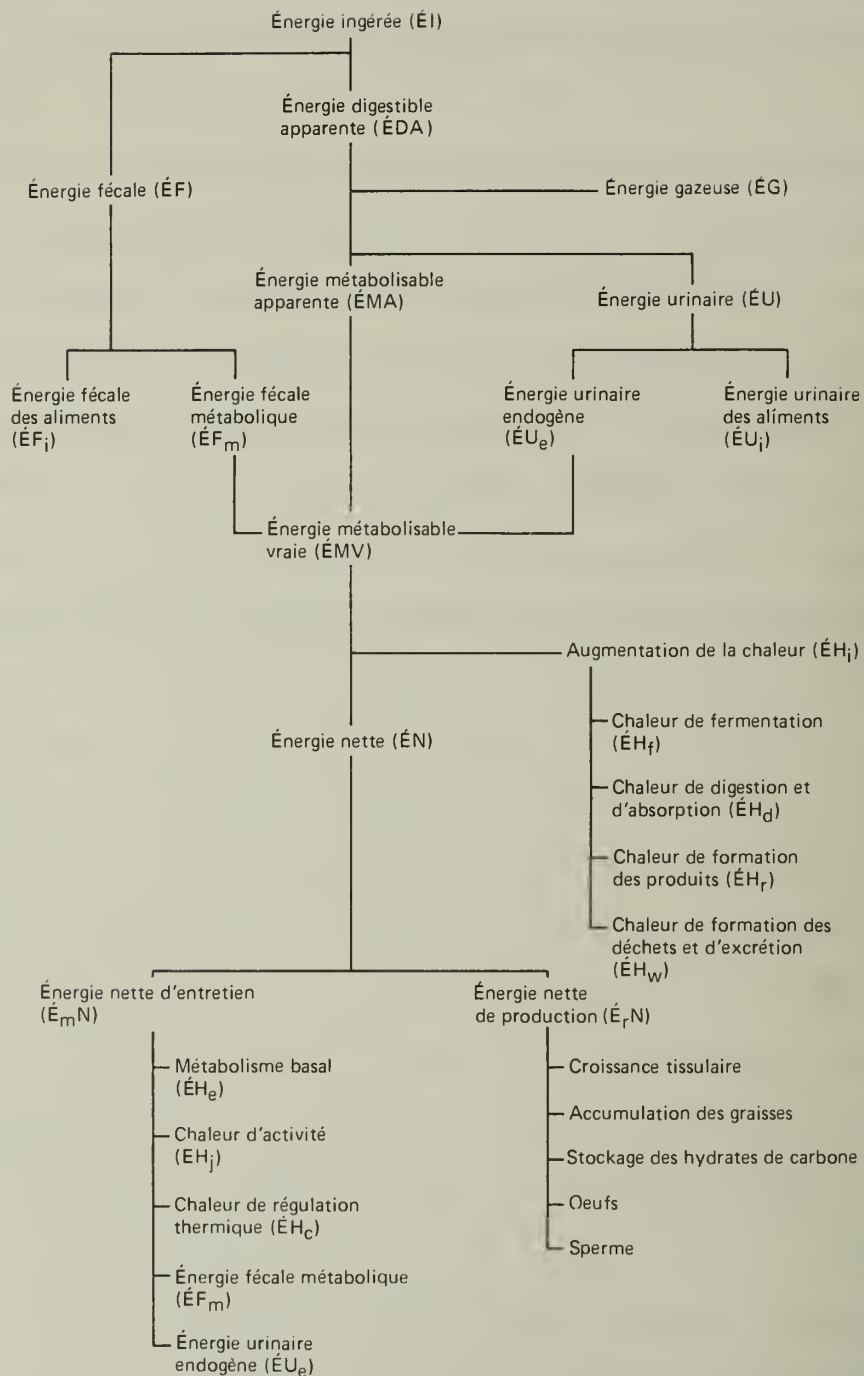 Énergie ingérée (ÉI)
Énergie digestible
apparente (ÉDA)
Énergie fécale (ÉF)
Énergie gazeuse (ÉG)
Énergie métabolisable
apparente (ÉMA)
Énergie urinaire (ÉU)
Énergie fécale
des aliments
(ÉFi)
Énergie fécale
métabolique
(ÉFm)
Énergie urinaire
endogène
(ÉUe)
Énergie urinaire
des aliments
(ÉUi)
Énergie métabolisable
vraie (ÉMV)
Augmentation de la chaleur (ÉHi)
Énergie nette (ÉN)
Chaleur de fermentation
(ÉHf)
Chaleur de digestion et
d'absorption (ÉHd)
Chaleur de formation
des produits (ÉHr)
Chaleur de formation des
déchets et d'excrétion
(ÉHw)
Énergie nette d'entretien
(ÉmN)
Métabolisme basal
(ÉHe)
Chaleur d'activité
(EHj)
Chaleur de régulation
thermique (ÉHc)
Énergie fécale métabolique
(ÉFm)
Énergie urinaire
endogène (ÉUe)
Énergie nette
de production (ÉrN)
Croissance tissulaire
Accumulation des graisses
Stockage des hydrates de carbone
Oeufs
Sperme